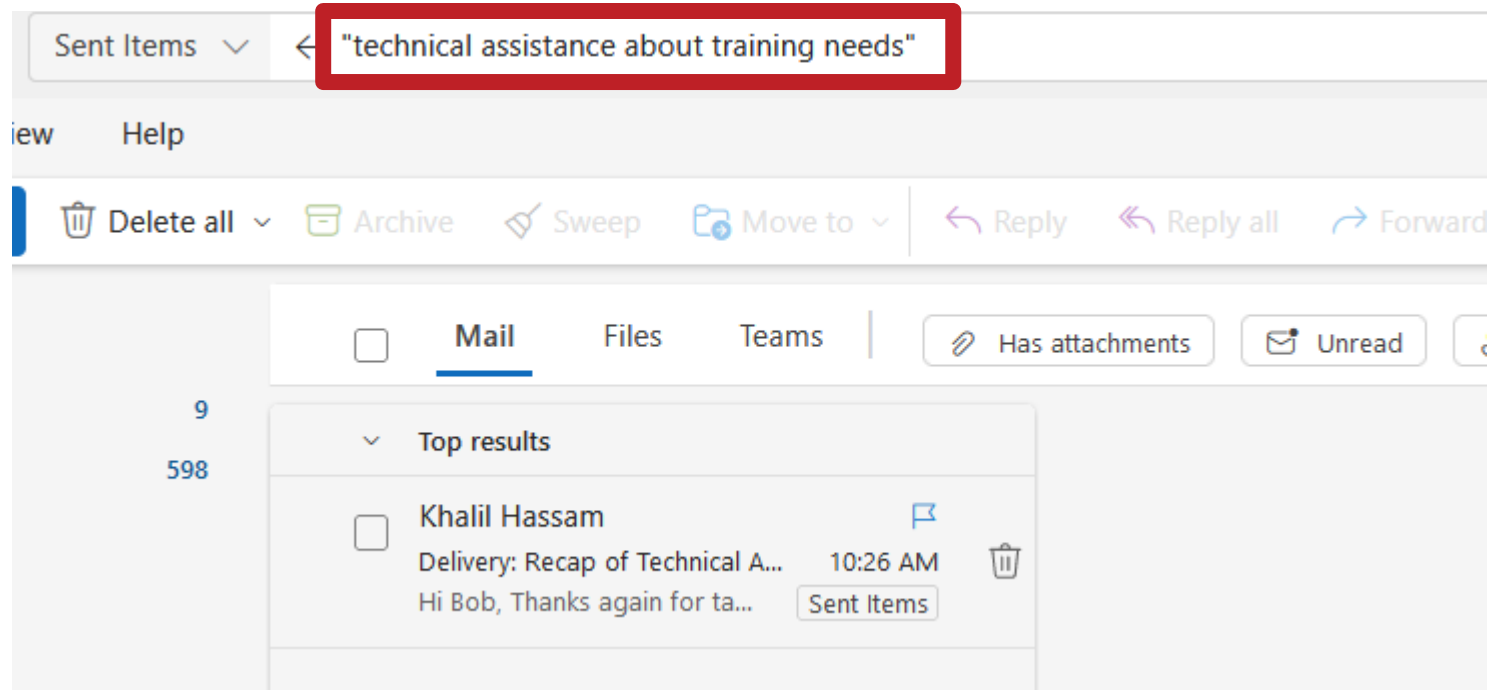 Sent Items "technical assistance about training needs"
Help
Delete all Archive Sweep Move to Reply Reply all Forward
Mail Files Teams Has attachments Unread
9
Top results
598
Khalil Hassam
Delivery: Recap of Technical A... 10:26 AM
Hi Bob, Thanks again for ta... Sent Items